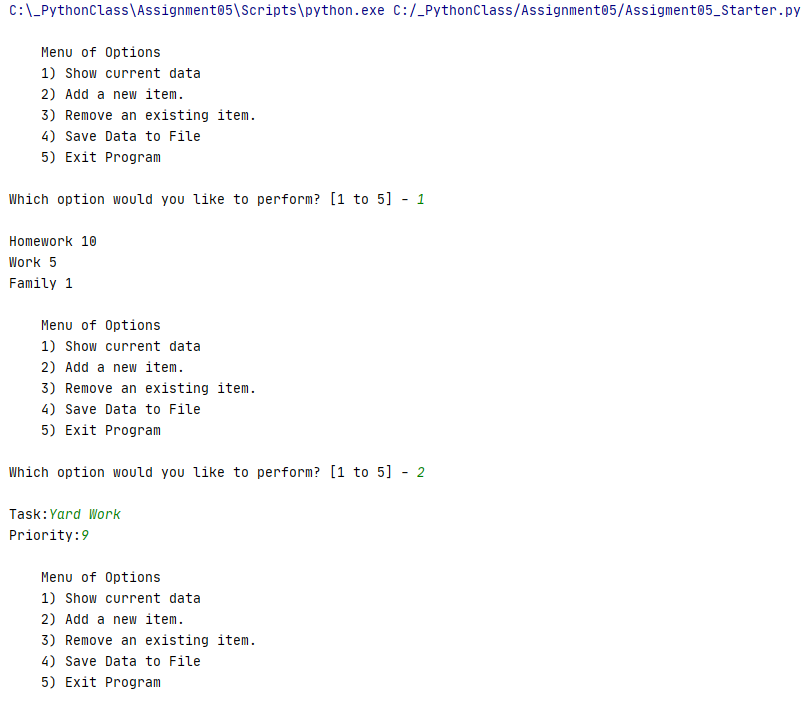 C:\_PythonClass\Assignment05\Scripts\python.exe C:/_PythonClass/Assignment05/Assigment05_Starter.py
Menu of Options
1) Show current data
2) Add a new item.
3) Remove an existing item.
4) Save Data to File
5) Exit Program
Which option would you like to perform? [1 to 5] - 1
Homework 10
Work 5
Family 1
Menu of Options
1) Show current data
2) Add a new item.
3) Remove an existing item.
4) Save Data to File
5) Exit Program
Which option would you like to perform? [1 to 5] - 2
Task:Yard Work
Priority:9
Menu of Options
1) Show current data
2) Add a new item.
3) Remove an existing item.
4) Save Data to File
5) Exit Program